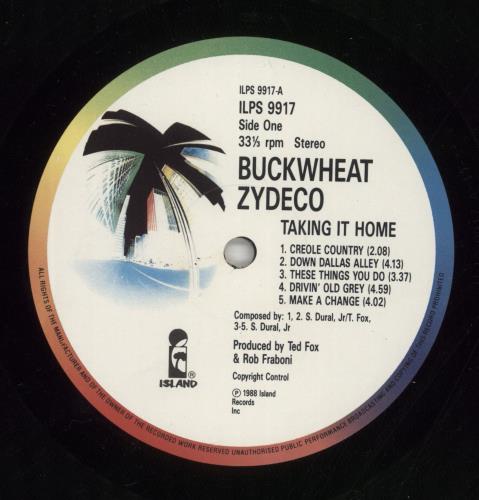 ILPS 9917-A
ILPS 9917
Side One
33⅓ rpm Stereo
BUCKWHEAT
ZYDECO
TAKING IT HOME
1. CREOLE COUNTRY (2.08)
2. DOWN DALLAS ALLEY (4.13)
3. THESE THINGS YOU DO (3.37)
4. DRIVIN' OLD GREY (4.59)
5. MAKE A CHANGE (4.02)
Composed by: 1, 2. S. Dural, Jr/T. Fox,
3-5. S. Dural, Jr
Produced by Ted Fox
& Rob Fraboni
Copyright Control
℗ 1988 Island
Records
Inc
ISLAND ®
ALL RIGHTS OF THE MANUFACTURER AND OF THE OWNER OF THE RECORDED WORK RESERVED UNAUTHORISED PUBLIC PERFORMANCE BROADCASTING AND COPYING OF THIS RECORD PROHIBITED